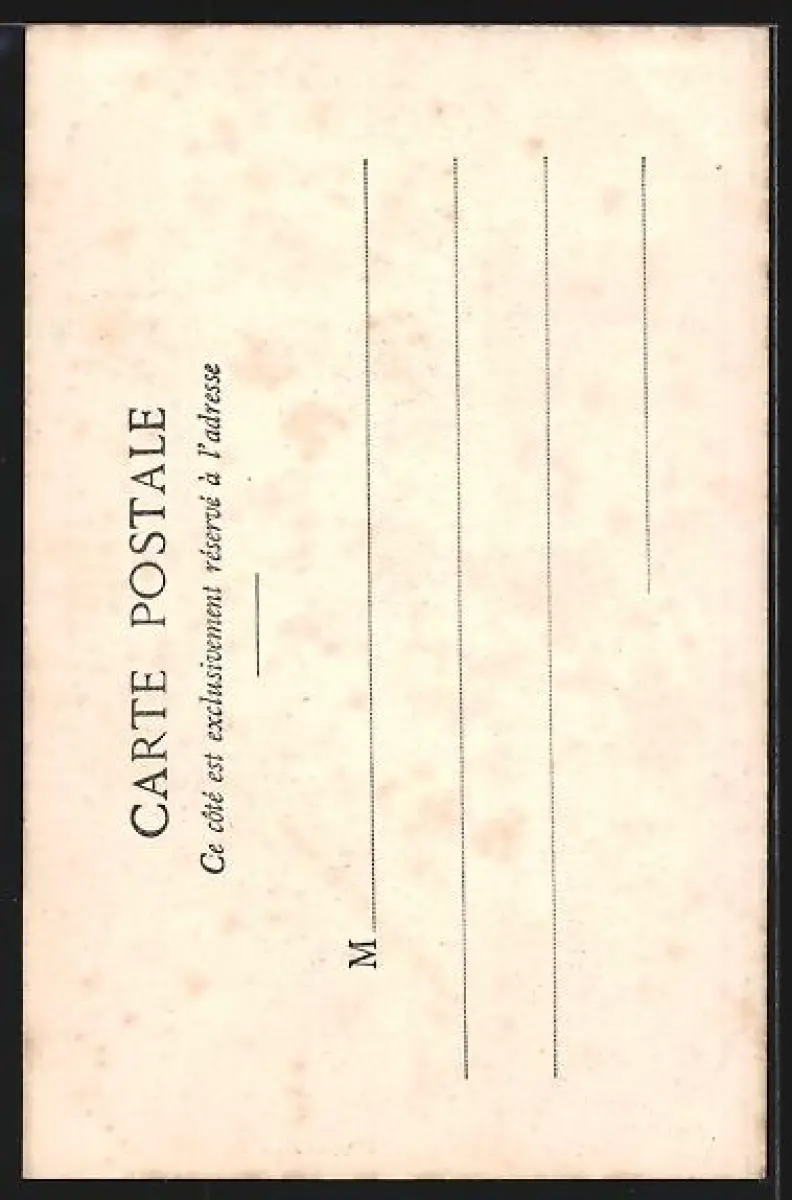 CARTE POSTALE
Ce côté est exclusivement réservé à l'adresse
M